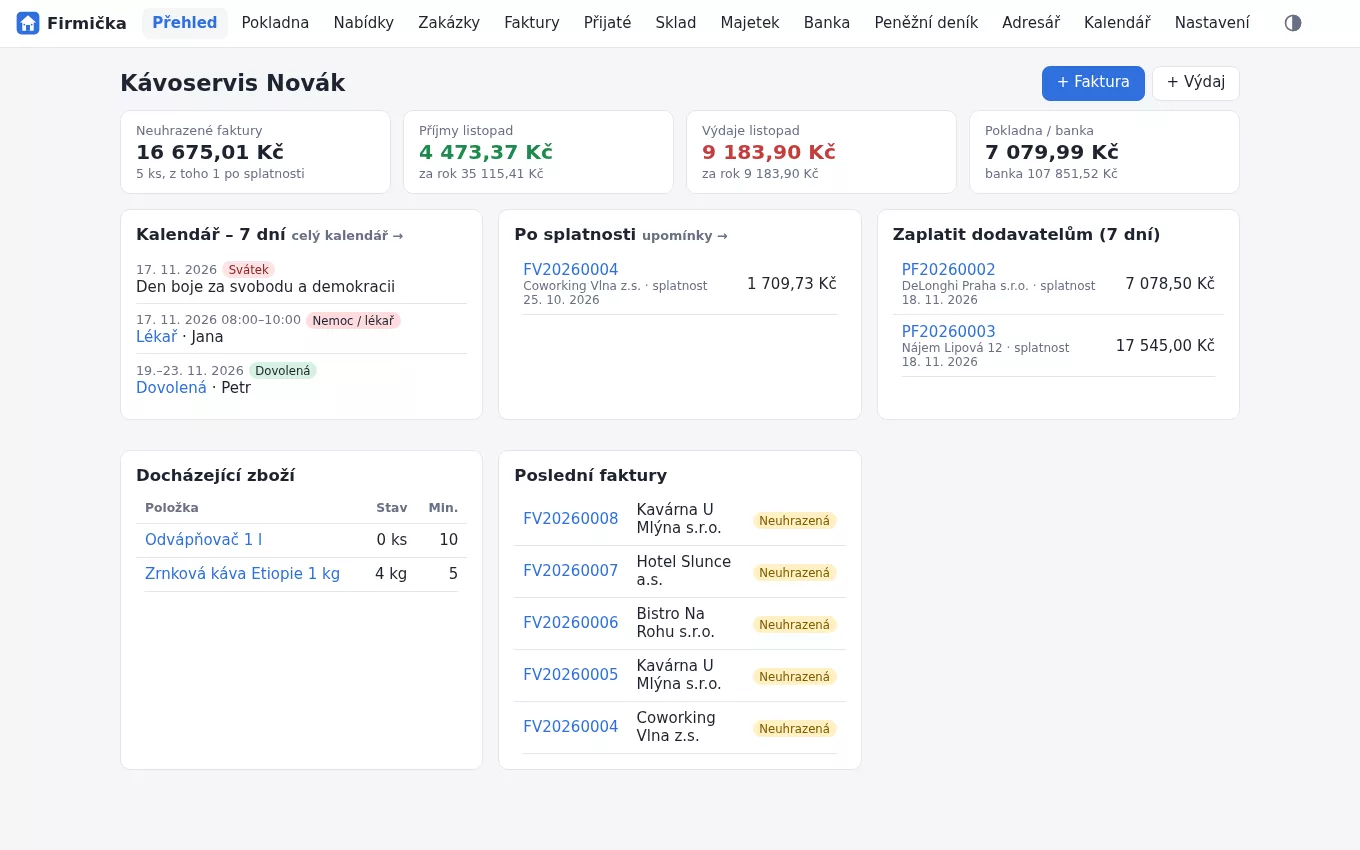 Firmička Přehled Pokladna Nabídky Zakázky Faktury Přijaté Sklad Majetek Banka Peněžní deník Adresář Kalendář Nastavení
Kávoservis Novák
+ Faktura
+ Výdaj
Neuhrazené faktury
16 675,01 Kč
5 ks, z toho 1 po splatnosti
Příjmy listopad
4 473,37 Kč
za rok 35 115,41 Kč
Výdaje listopad
9 183,90 Kč
za rok 9 183,90 Kč
Pokladna / banka
7 079,99 Kč
banka 107 851,52 Kč
Kalendář – 7 dní celý kalendář →
17. 11. 2026 Svátek
Den boje za svobodu a demokracii
17. 11. 2026 08:00–10:00 Nemoc / lékař
Lékař · Jana
19.–23. 11. 2026 Dovolená
Dovolená · Petr
Po splatnosti upomínky →
FV20260004
Coworking Vlna z.s. · splatnost
25. 10. 2026
1 709,73 Kč
Zaplatit dodavatelům (7 dní)
PF20260002
DeLonghi Praha s.r.o. · splatnost
18. 11. 2026
7 078,50 Kč
PF20260003
Nájem Lipová 12 · splatnost
18. 11. 2026
17 545,00 Kč
Docházející zboží
Položka Stav Min.
Odvápňovač 1 l 0 ks 10
Zrnková káva Etiopie 1 kg 4 kg 5
Poslední faktury
FV20260008
Kavárna U
Mlýna s.r.o.
Neuhrazená
FV20260007
Hotel Slunce
a.s.
Neuhrazená
FV20260006
Bistro Na
Rohu s.r.o.
Neuhrazená
FV20260005
Kavárna U
Mlýna s.r.o.
Neuhrazená
FV20260004
Coworking
Vlna z.s.
Neuhrazená